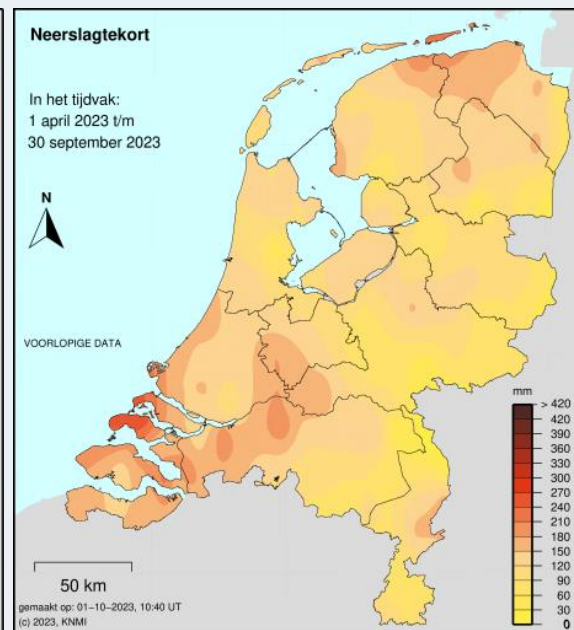 Neerslagtekort
In het tijdvak:
1 april 2023 t/m
30 september 2023
N
VOORLOPIGE DATA
mm
> 420
420
390
360
330
300
270
240
210
180
150
120
90
60
30
0
50 km
gemaakt op: 01-10-2023, 10:40 UT
(c) 2023, KNMI